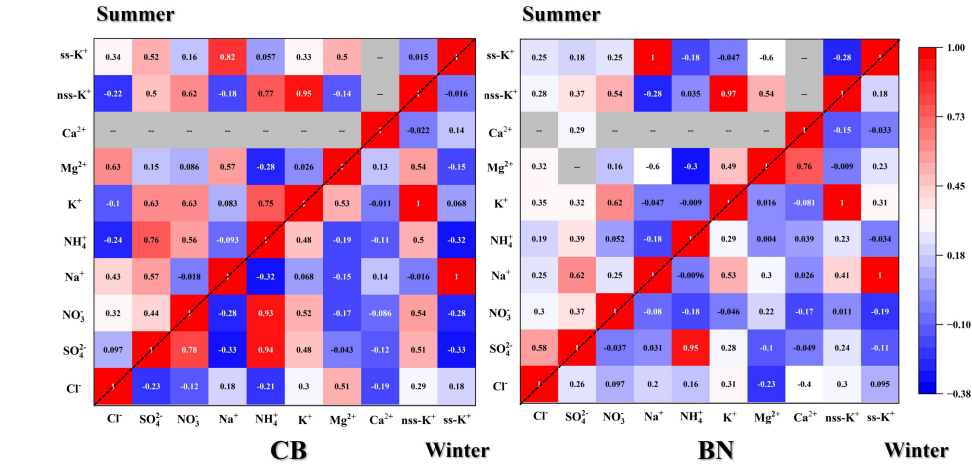 Summer
Summer
ss-K⁺ 0.34 0.52 0.16 0.82 0.057 0.33 0.5 -- 0.015 1
nss-K⁺ -0.22 0.5 0.62 -0.18 0.77 0.95 -0.14 -- 1 -0.016
Ca²⁺ -- -- -- -- -- -- -- 1 -0.022 0.14
Mg²⁺ 0.63 0.15 0.086 0.57 -0.28 0.026 1 0.13 0.54 -0.15
K⁺ -0.1 0.63 0.63 0.083 0.75 1 0.53 -0.011 1 0.068
NH₄⁺ -0.24 0.76 0.56 -0.093 1 0.48 -0.19 -0.11 0.5 -0.32
Na⁺ 0.43 0.57 -0.018 1 -0.32 0.068 -0.15 0.14 -0.016 1
NO₃⁻ 0.32 0.44 1 -0.28 0.93 0.52 -0.17 -0.086 0.54 -0.28
SO₄²⁻ 0.097 1 0.78 -0.33 0.94 0.48 -0.043 -0.12 0.51 -0.33
Cl⁻ 1 -0.23 -0.12 0.18 -0.21 0.3 0.51 -0.19 0.29 0.18
Cl⁻ SO₄²⁻ NO₃⁻ Na⁺ NH₄⁺ K⁺ Mg²⁺ Ca²⁺ nss-K⁺ ss-K⁺
CB Winter
ss-K⁺ 0.25 0.18 0.25 1 -0.18 -0.047 -0.6 -- -0.28 1
nss-K⁺ 0.28 0.37 0.54 -0.28 0.035 0.97 0.54 -- 1 0.18
Ca²⁺ -- 0.29 -- -- -- -- -- 1 -0.15 -0.033
Mg²⁺ 0.32 -- 0.16 -0.6 -0.3 0.49 1 0.76 -0.009 0.23
K⁺ 0.35 0.32 0.62 -0.047 -0.009 1 0.016 -0.081 1 0.31
NH₄⁺ 0.19 0.39 0.052 -0.18 1 0.29 0.004 0.039 0.23 -0.034
Na⁺ 0.25 0.62 0.25 1 -0.0096 0.53 0.3 0.026 0.41 1
NO₃⁻ 0.3 0.37 1 -0.08 -0.18 -0.046 0.22 -0.17 0.011 -0.19
SO₄²⁻ 0.58 1 -0.037 0.031 0.95 0.28 -0.1 -0.049 0.24 -0.11
Cl⁻ 1 0.26 0.097 0.2 0.16 0.31 -0.23 -0.4 0.3 0.095
Cl⁻ SO₄²⁻ NO₃⁻ Na⁺ NH₄⁺ K⁺ Mg²⁺ Ca²⁺ nss-K⁺ ss-K⁺
BN Winter
1.00
0.73
0.45
0.18
-0.10
-0.38